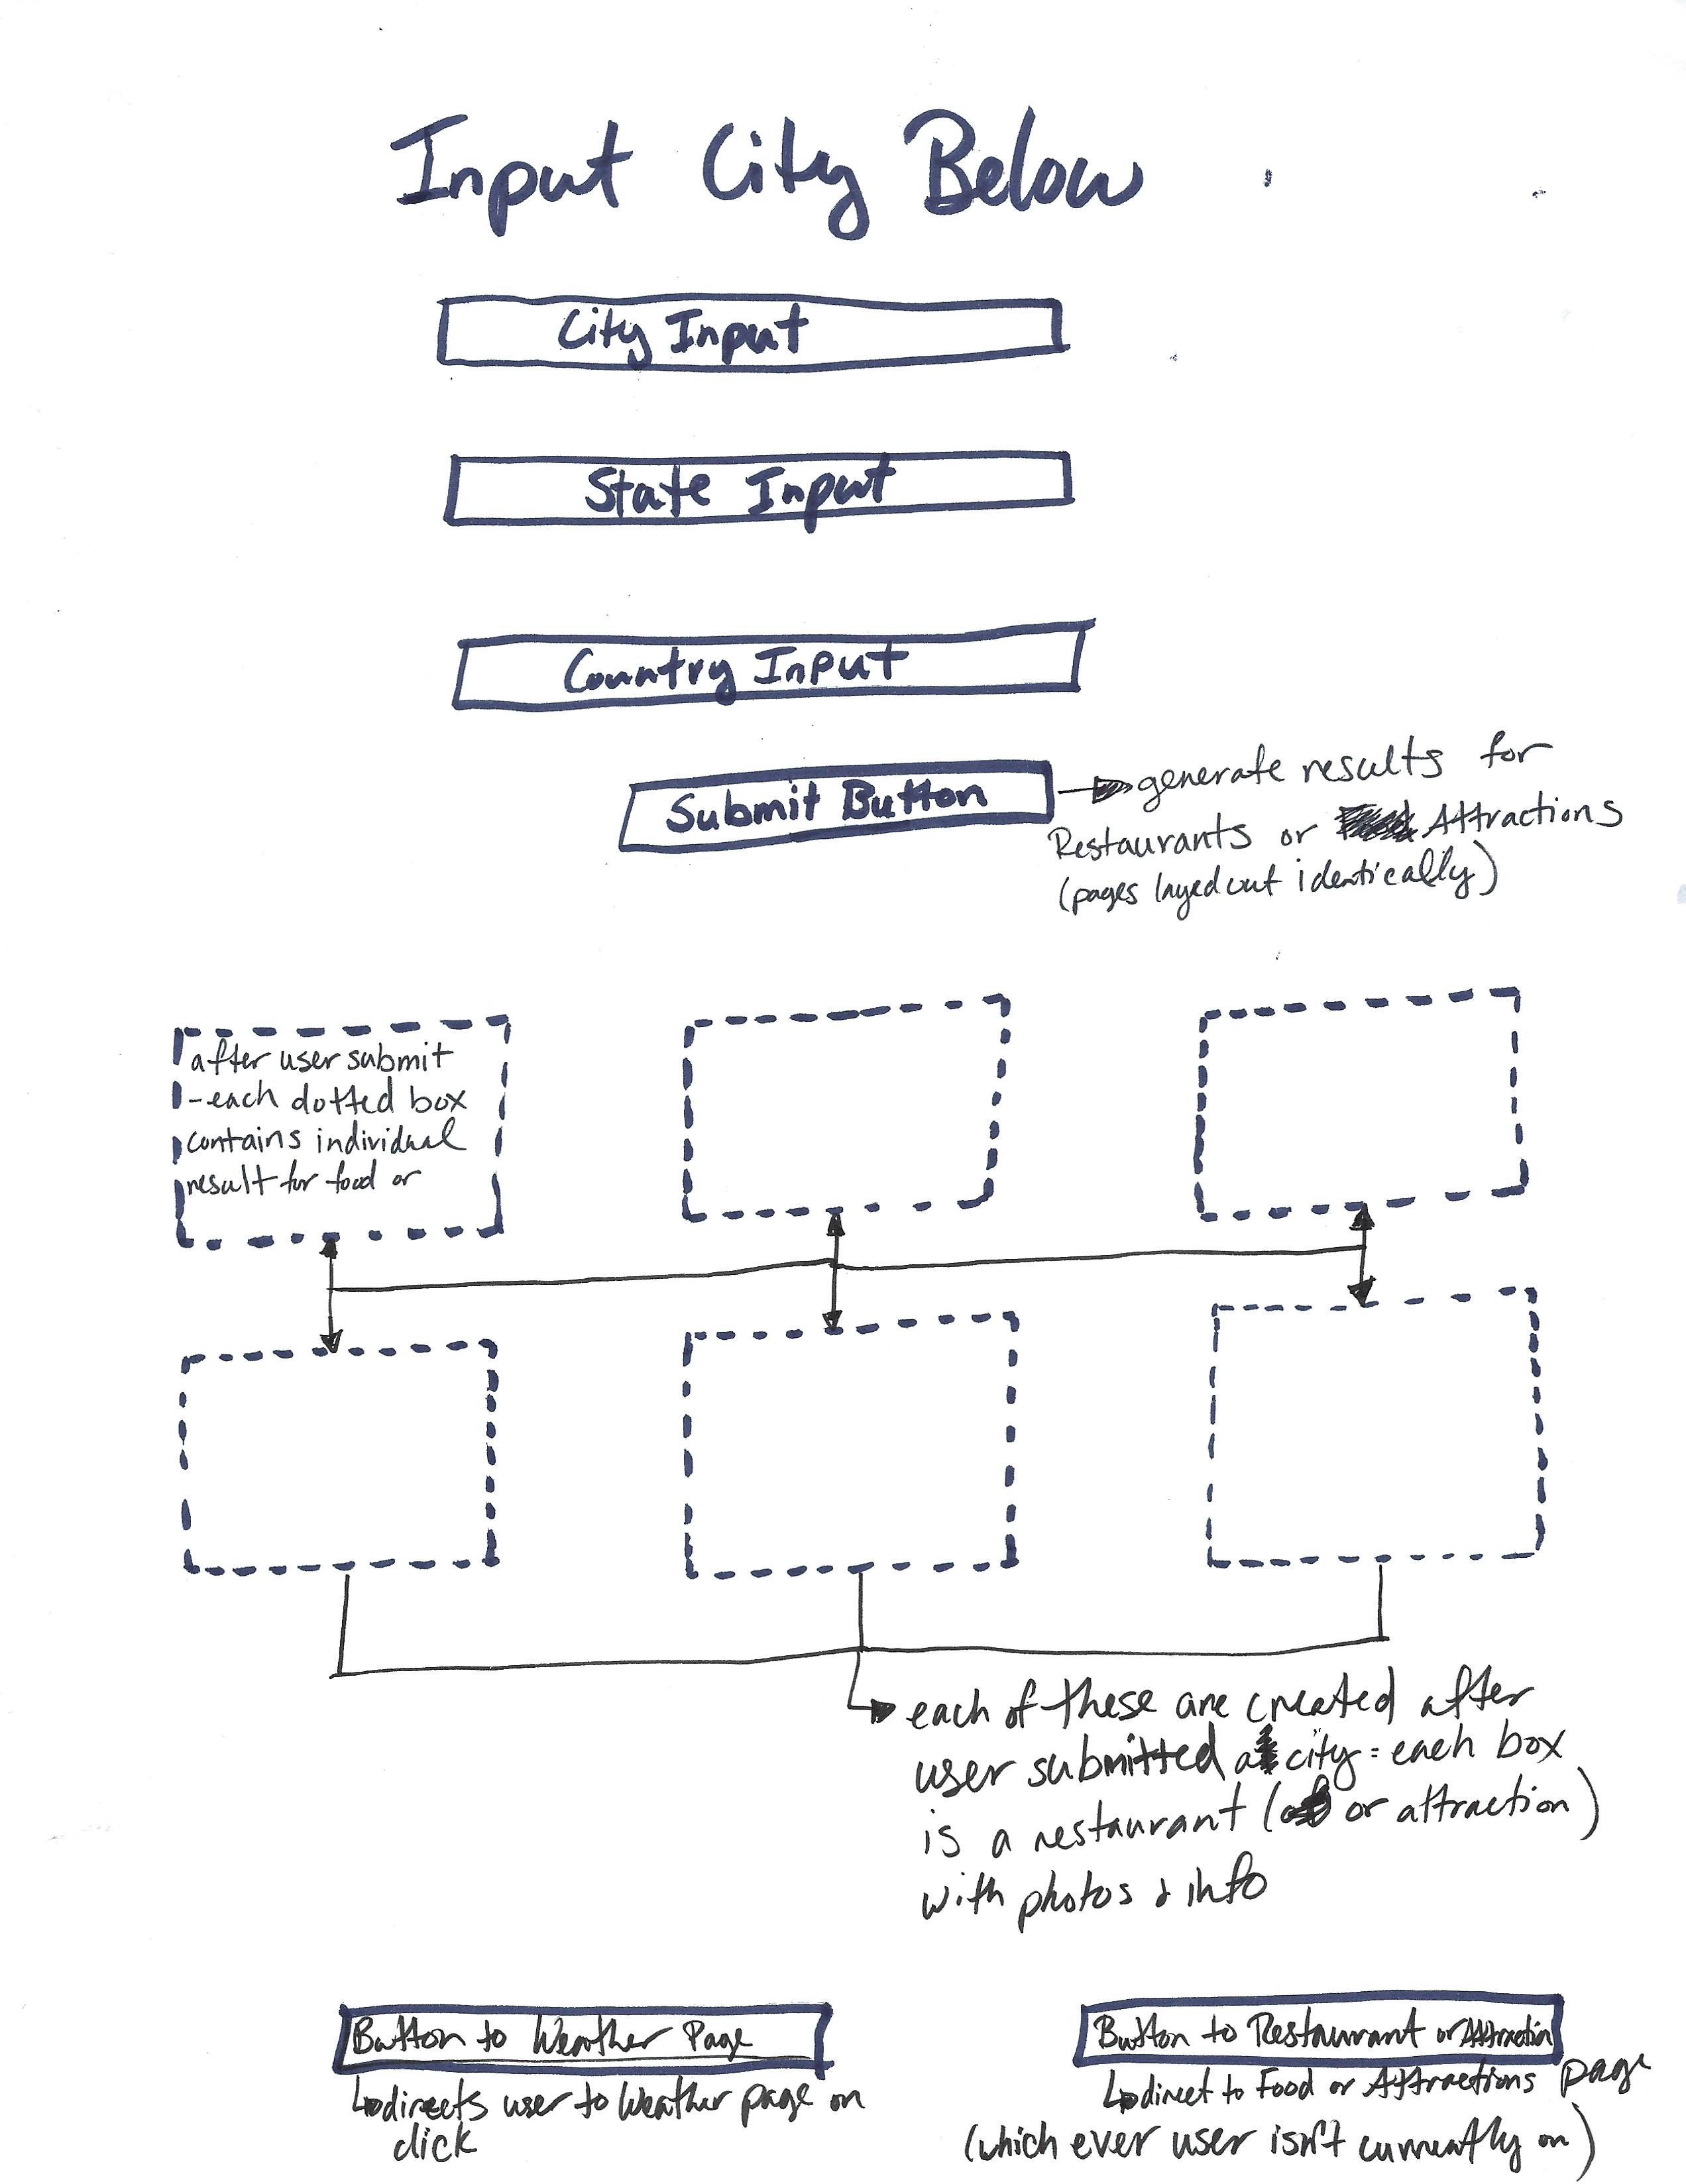 Input City Below
City Input
State Input
Country Input
Submit Button
generate results for
Restaurants or Attractions
(pages layed out identically)
after user submit
-each dotted box
contains individual
result for food or
each of these are created after
user submitted a city = each box
is a restaurant (or attraction)
with photos & info
Button to Weather Page
directs user to Weather page on
click
Button to Restaurant or Attraction
direct to Food or Attractions page
(which ever user isn't currently on)